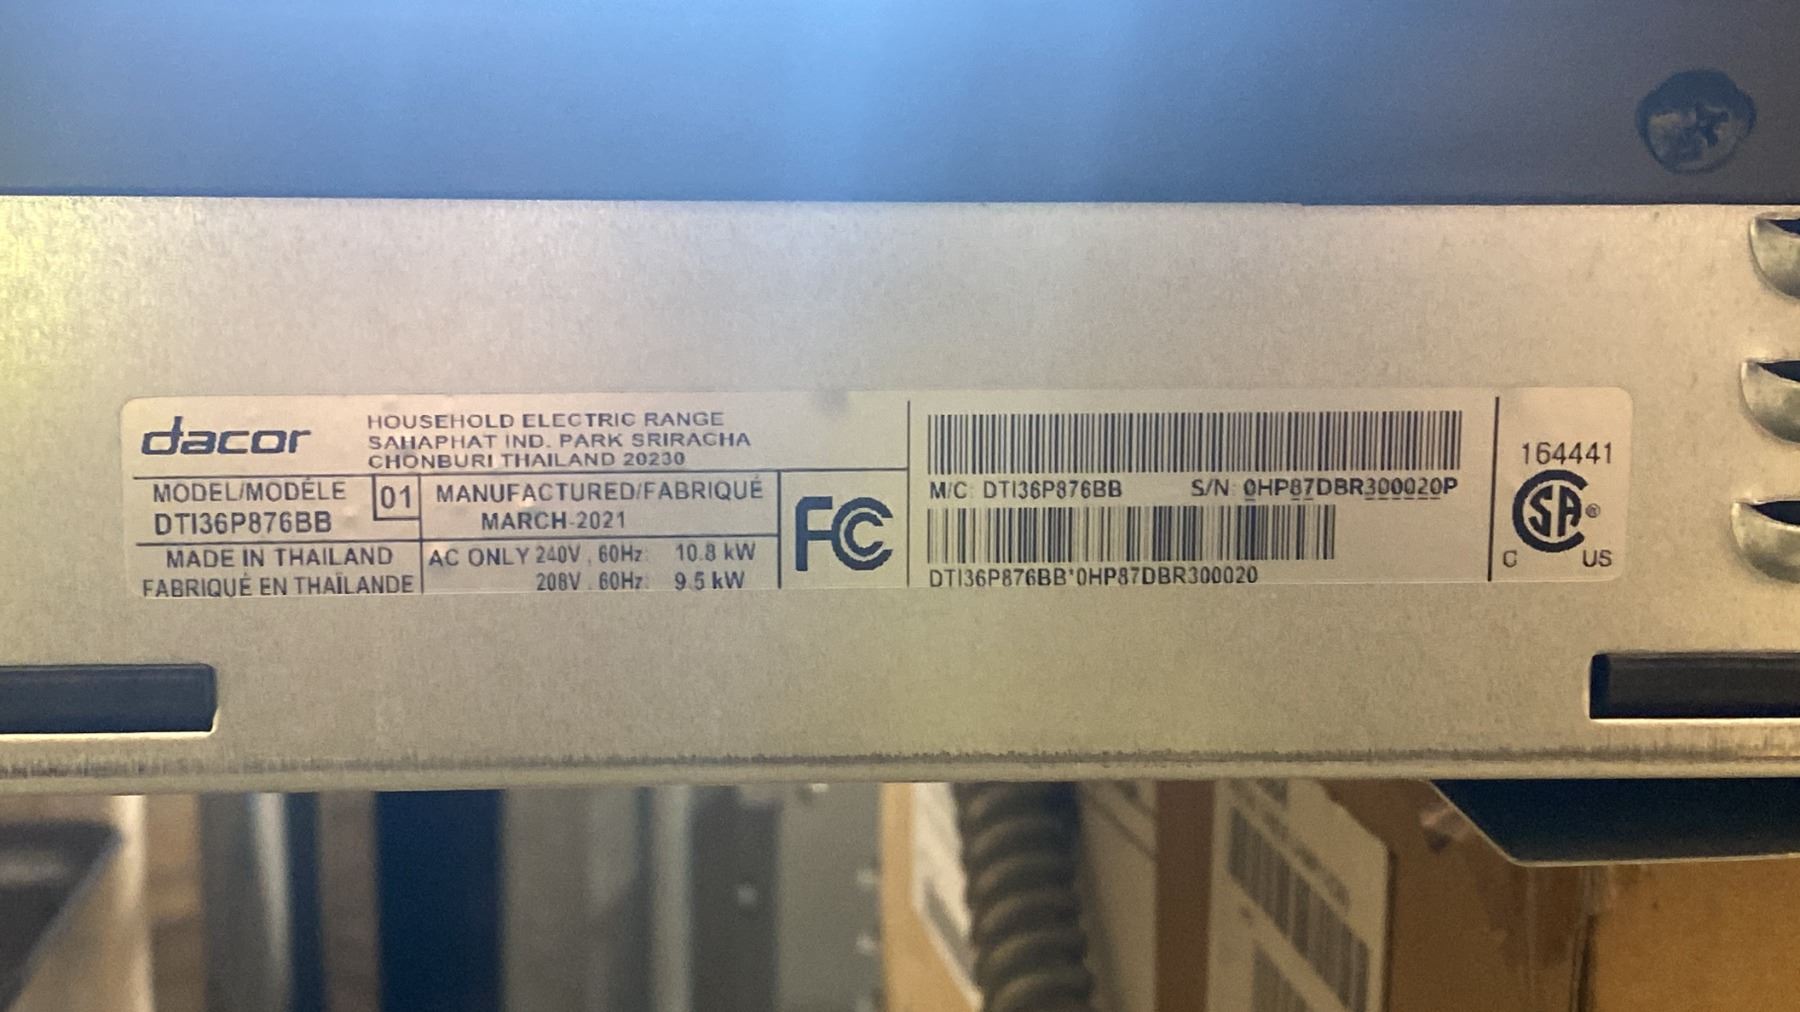 dacor
HOUSEHOLD ELECTRIC RANGE
SAHAPHAT IND. PARK SRIRACHA
CHONBURI THAILAND 20230
MODEL/MODÈLE
DTI36P876BB
01
MANUFACTURED/FABRIQUÉ
MARCH-2021
MADE IN THAILAND
FABRIQUÉ EN THAÏLANDE
AC ONLY 240V, 60Hz: 10.8 kW
208V, 60Hz: 9.5 kW
FC
M/C: DTI36P876BB S/N: 0HP87DBR300020P
DTI36P876BB*0HP87DBR300020
164441
SA®
C US